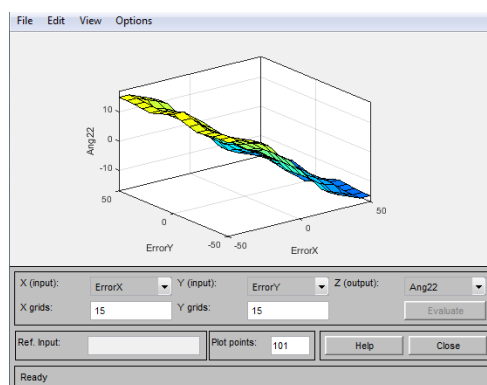 File Edit View Options
10
0
-10
Ang22
50
0
-50
ErrorY
-50
0
50
ErrorX
X (input): ErrorX Y (input): ErrorY Z (output): Ang22
X grids: 15 Y grids: 15 Evaluate
Ref. Input: Plot points: 101 Help Close
Ready